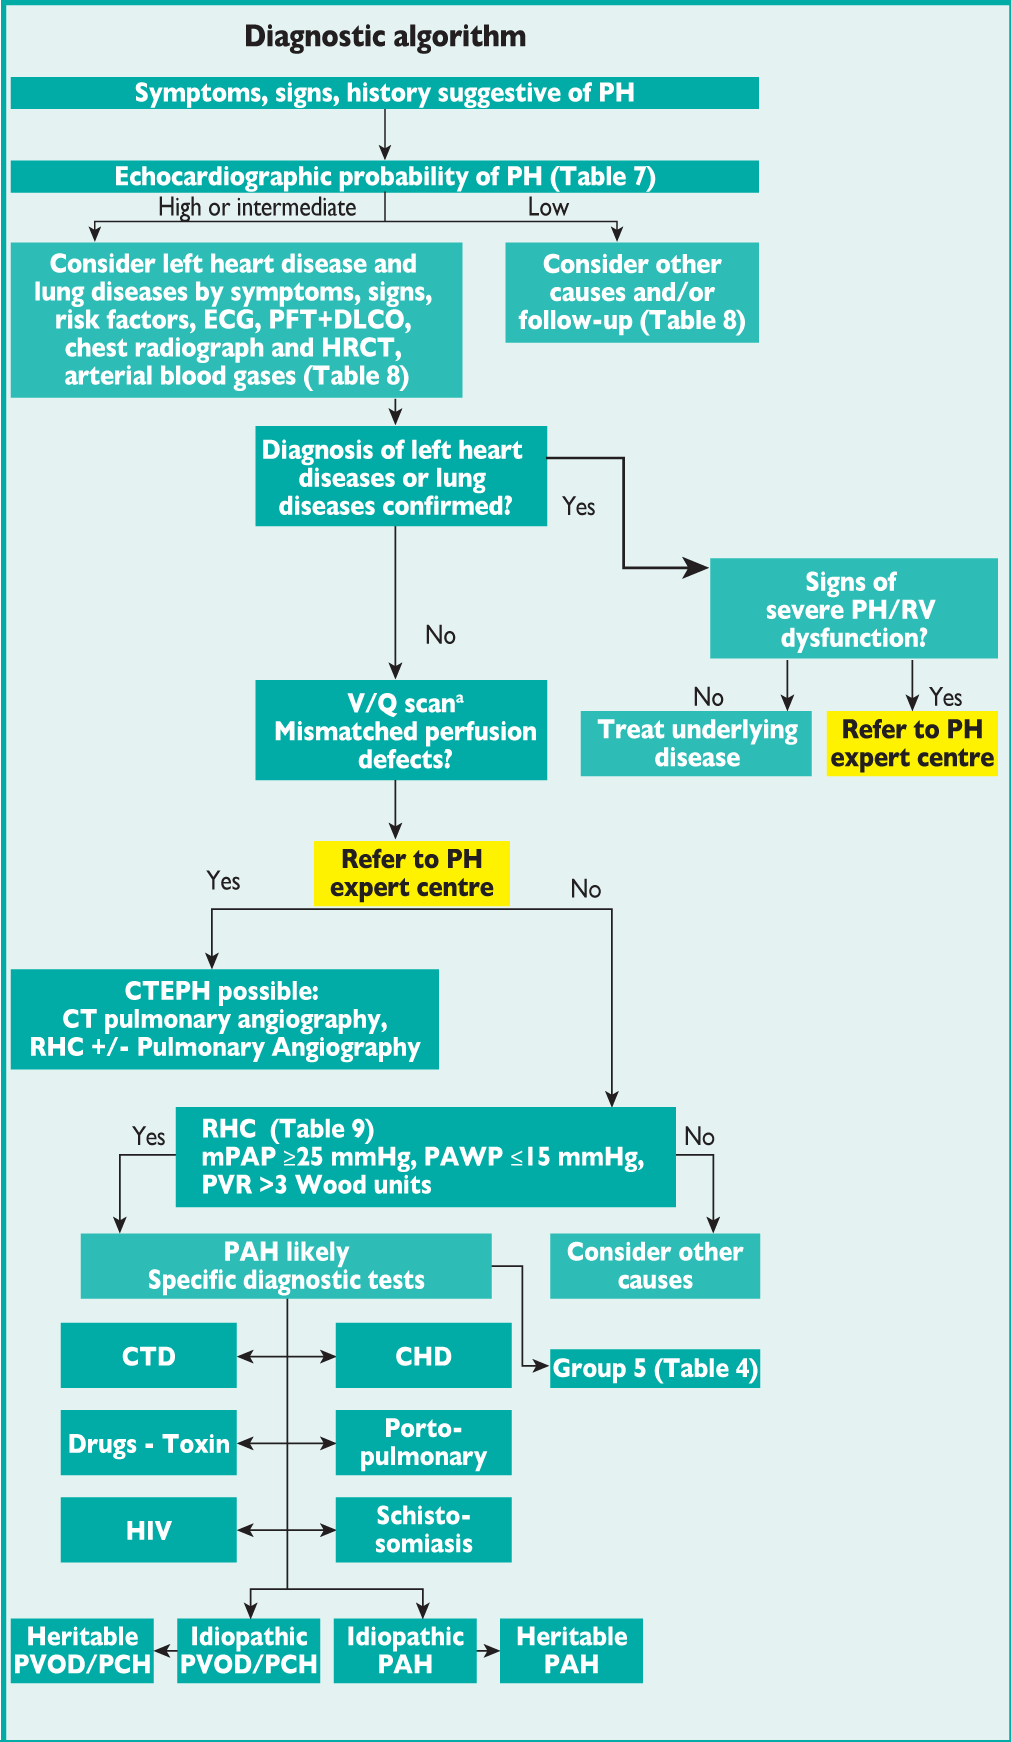 Diagnostic algorithm
Symptoms, signs, history suggestive of PH
Echocardiographic probability of PH (Table 7)
High or intermediate
Low
Consider left heart disease and
lung diseases by symptoms, signs,
risk factors, ECG, PFT+DLCO,
chest radiograph and HRCT,
arterial blood gases (Table 8)
Consider other
causes and/or
follow-up (Table 8)
Diagnosis of left heart
diseases or lung
diseases confirmed?
Yes
Signs of
severe PH/RV
dysfunction?
No
No
Yes
V/Q scanª
Mismatched perfusion
defects?
Treat underlying
disease
Refer to PH
expert centre
Refer to PH
expert centre
Yes
No
CTEPH possible:
CT pulmonary angiography,
RHC +/- Pulmonary Angiography
Yes
RHC (Table 9)
mPAP ≥25 mmHg, PAWP ≤15 mmHg,
PVR >3 Wood units
No
PAH likely
Specific diagnostic tests
Consider other
causes
CTD
CHD
Group 5 (Table 4)
Drugs - Toxin
Porto-
pulmonary
HIV
Schisto-
somiasis
Heritable
PVOD/PCH
Idiopathic
PVOD/PCH
Idiopathic
PAH
Heritable
PAH